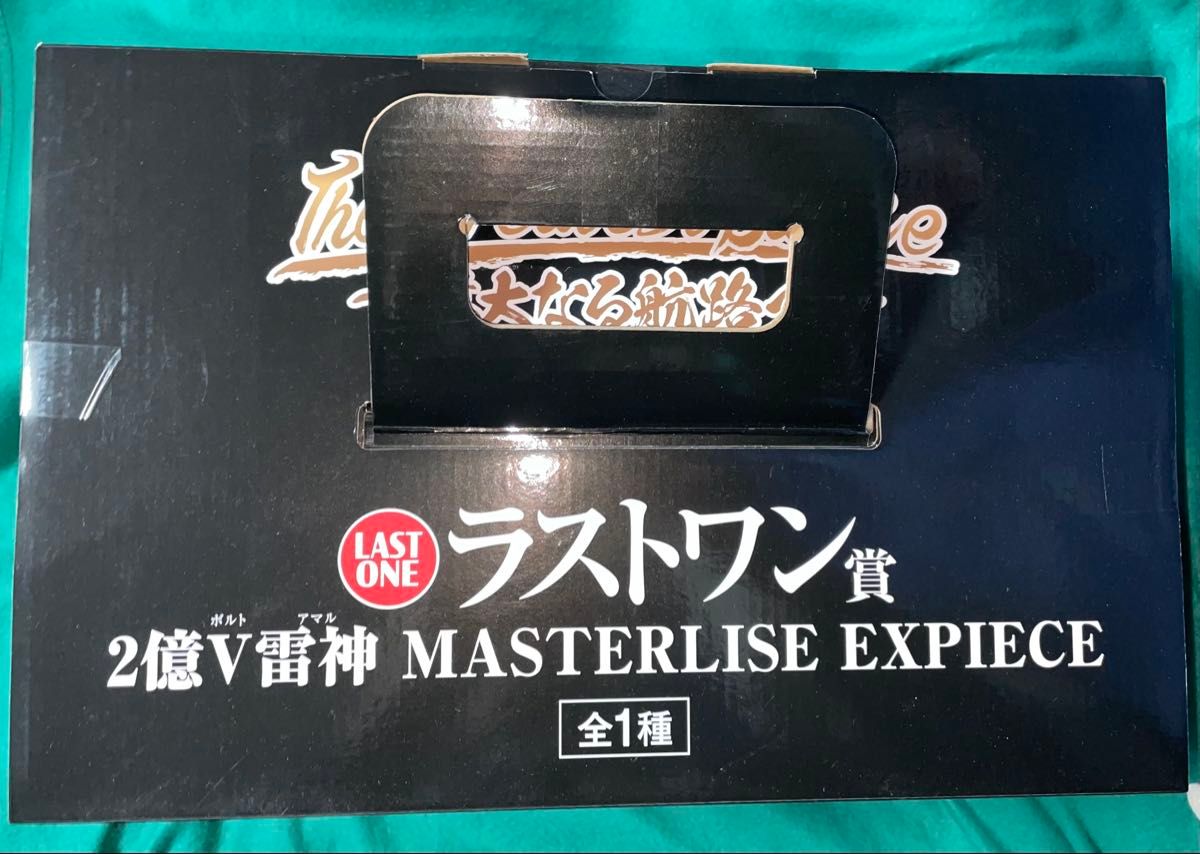 The
大なる航路
LAST ONE
ラストワン賞
ボルト アマル
2億V雷神 MASTERLISE EXPIECE
全1種